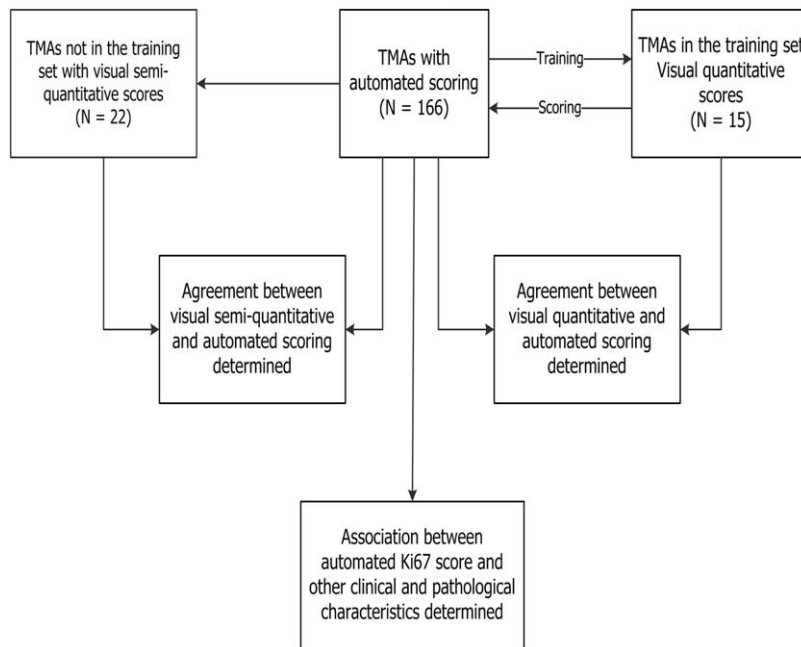 TMAs not in the training
set with visual semi-
quantitative scores
(N = 22)
TMAs with
automated scoring
(N = 166)
Training
Scoring
TMAs in the training set
Visual quantitative
scores
(N = 15)
Agreement between
visual semi-quantitative
and automated scoring
determined
Agreement between
visual quantitative and
automated scoring
determined
Association between
automated Ki67 score and
other clinical and pathological
characteristics determined